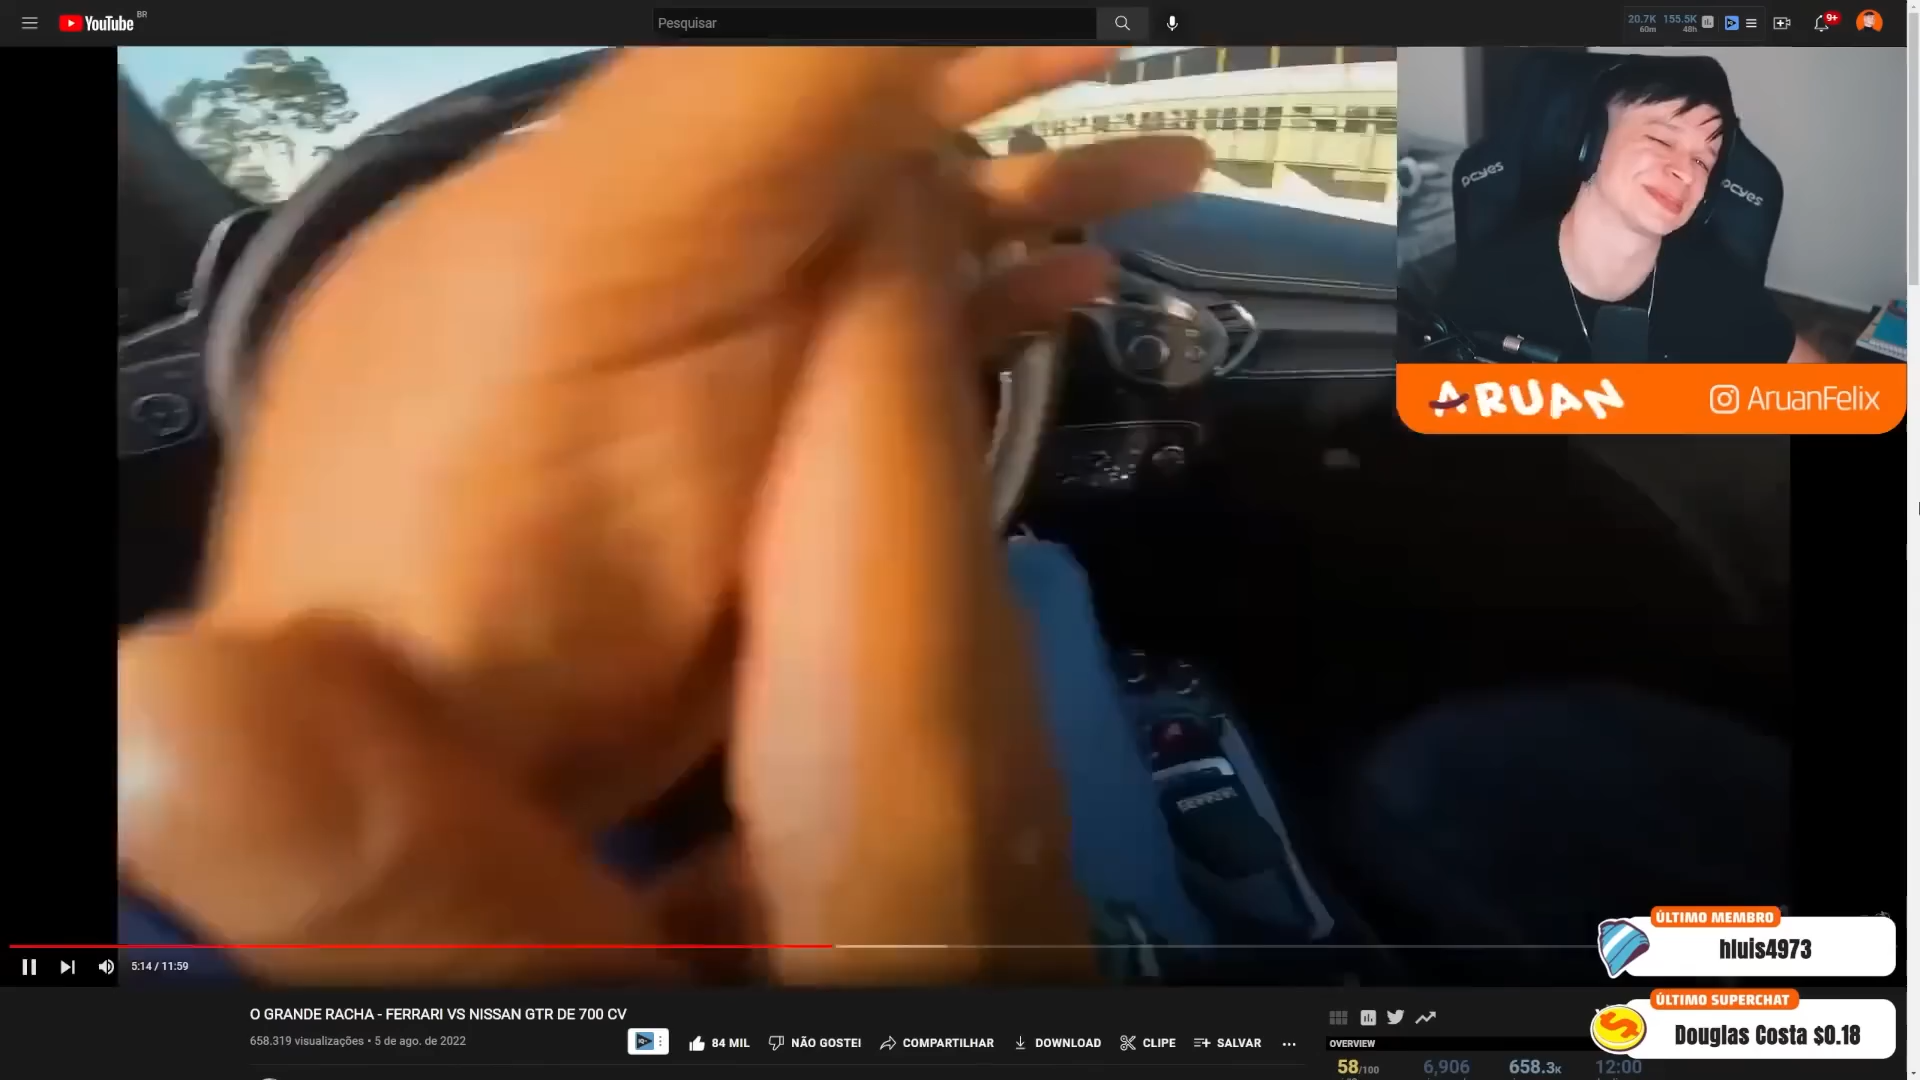 YouTube BR
Pesquisar
20.7K 60m
155.5K 48h
9+
pcyes
pcyes
ARUAN
AruanFelix
FERRARI
5:14 / 11:59
ÚLTIMO MEMBRO
hluis4973
O GRANDE RACHA - FERRARI VS NISSAN GTR DE 700 CV
658.319 visualizações • 5 de ago. de 2022
84 MIL
NÃO GOSTEI
COMPARTILHAR
DOWNLOAD
CLIPE
SALVAR
ÚLTIMO SUPERCHAT
Douglas Costa $0.18
OVERVIEW
58/100
6,906
658.3K
12:00